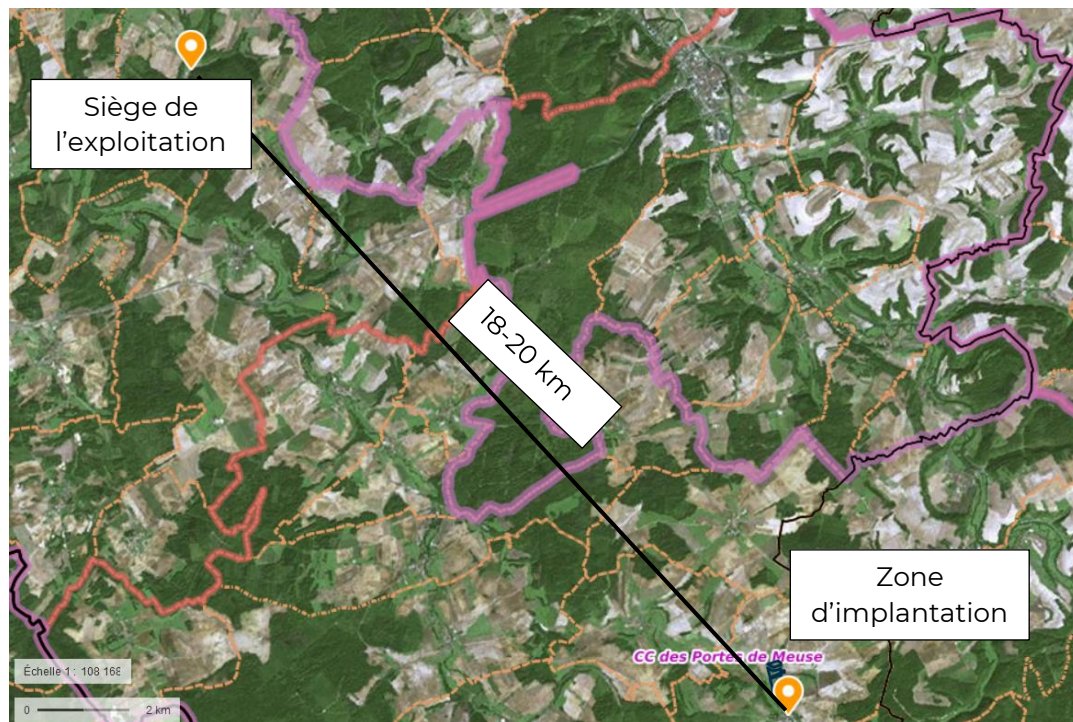 Siège de
l'exploitation
18-20 km
Zone
d'implantation
CC des Portes de Meuse
Échelle 1 : 108 168
0 2 km